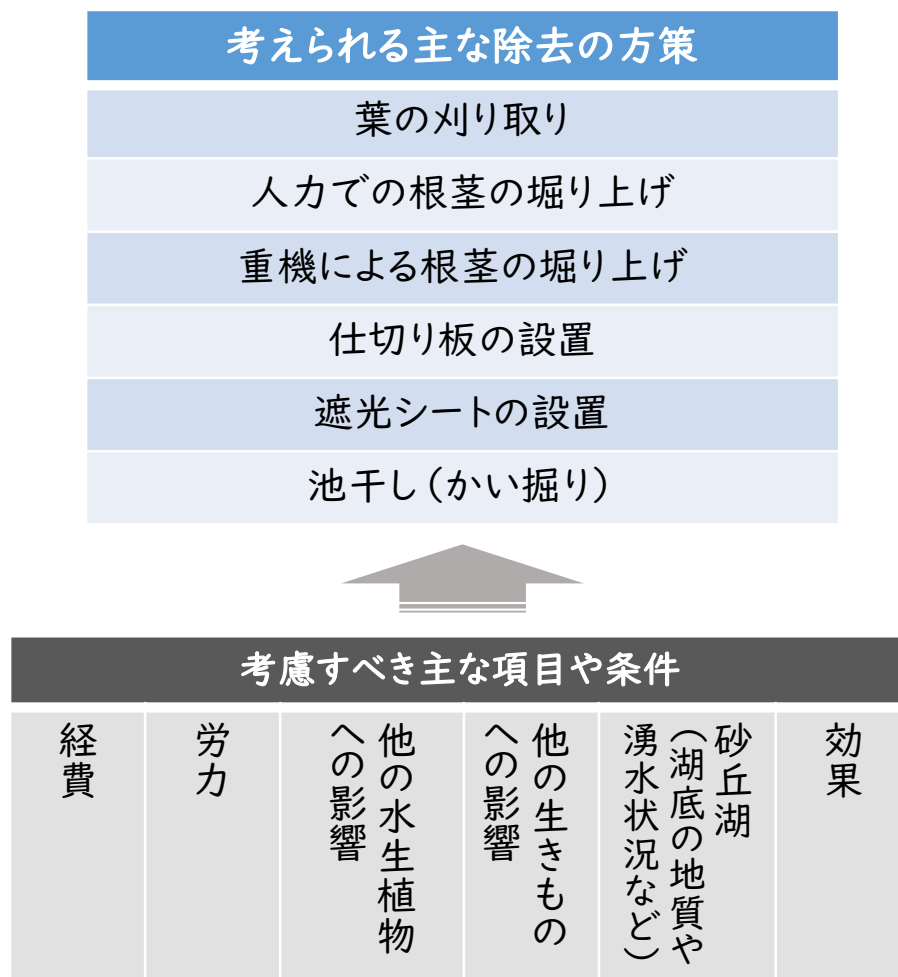 考えられる主な除去の方策
葉の刈り取り
人力での根茎の堀り上げ
重機による根茎の堀り上げ
仕切り板の設置
遮光シートの設置
池干し（かい掘り）
考慮すべき主な項目や条件
経費
労力
他の水生植物
への影響
他の生きもの
への影響
砂丘湖
（湖底の地質や
湧水状況など）
効果